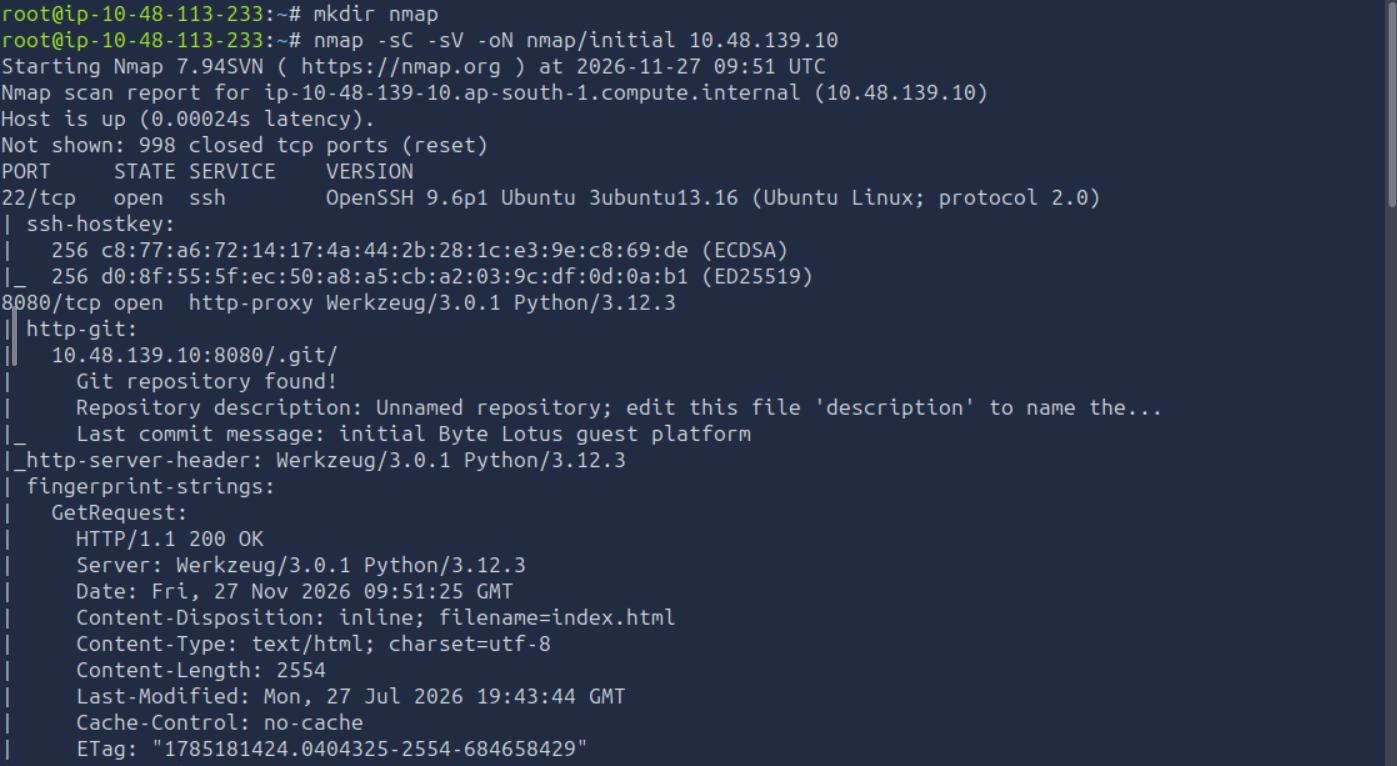 root@ip-10-48-113-233:~# mkdir nmap
root@ip-10-48-113-233:~# nmap -sC -sV -oN nmap/initial 10.48.139.10
Starting Nmap 7.94SVN ( https://nmap.org ) at 2026-11-27 09:51 UTC
Nmap scan report for ip-10-48-139-10.ap-south-1.compute.internal (10.48.139.10)
Host is up (0.00024s latency).
Not shown: 998 closed tcp ports (reset)
PORT     STATE SERVICE    VERSION
22/tcp   open  ssh        OpenSSH 9.6p1 Ubuntu 3ubuntu13.16 (Ubuntu Linux; protocol 2.0)
| ssh-hostkey:
|   256 c8:77:a6:72:14:17:4a:44:2b:28:1c:e3:9e:c8:69:de (ECDSA)
|_  256 d0:8f:55:5f:ec:50:a8:a5:cb:a2:03:9c:df:0d:0a:b1 (ED25519)
8080/tcp open  http-proxy Werkzeug/3.0.1 Python/3.12.3
| http-git:
|   10.48.139.10:8080/.git/
|     Git repository found!
|     Repository description: Unnamed repository; edit this file 'description' to name the...
|_    Last commit message: initial Byte Lotus guest platform
|_http-server-header: Werkzeug/3.0.1 Python/3.12.3
| fingerprint-strings:
|   GetRequest:
|     HTTP/1.1 200 OK
|     Server: Werkzeug/3.0.1 Python/3.12.3
|     Date: Fri, 27 Nov 2026 09:51:25 GMT
|     Content-Disposition: inline; filename=index.html
|     Content-Type: text/html; charset=utf-8
|     Content-Length: 2554
|     Last-Modified: Mon, 27 Jul 2026 19:43:44 GMT
|     Cache-Control: no-cache
|     ETag: "1785181424.0404325-2554-684658429"